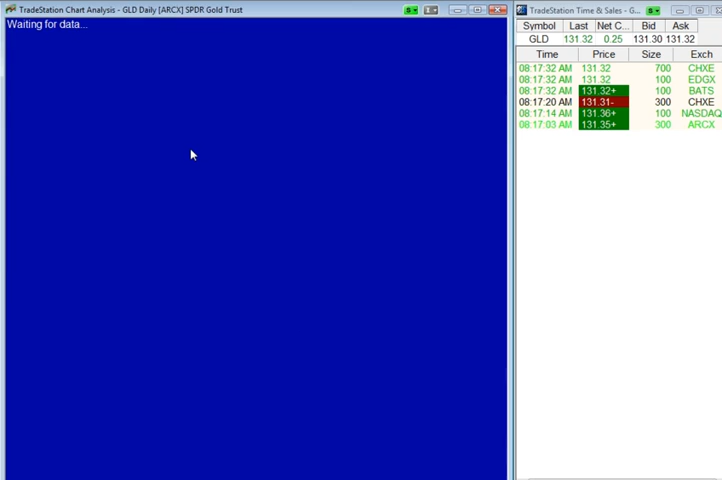 TradeStation Chart Analysis - GLD Daily [ARCX] SPDR Gold Trust
S
Waiting for data...
TradeStation Time & Sales - G...
S
Symbol Last Net C... Bid Ask
GLD 131.32 0.25 131.30 131.32
Time Price Size Exch
08:17:32 AM 131.32 700 CHXE
08:17:32 AM 131.32 100 EDGX
08:17:32 AM 131.32+ 100 BATS
08:17:20 AM 131.31- 300 CHXE
08:17:14 AM 131.36+ 100 NASDAQ
08:17:03 AM 131.35+ 300 ARCX